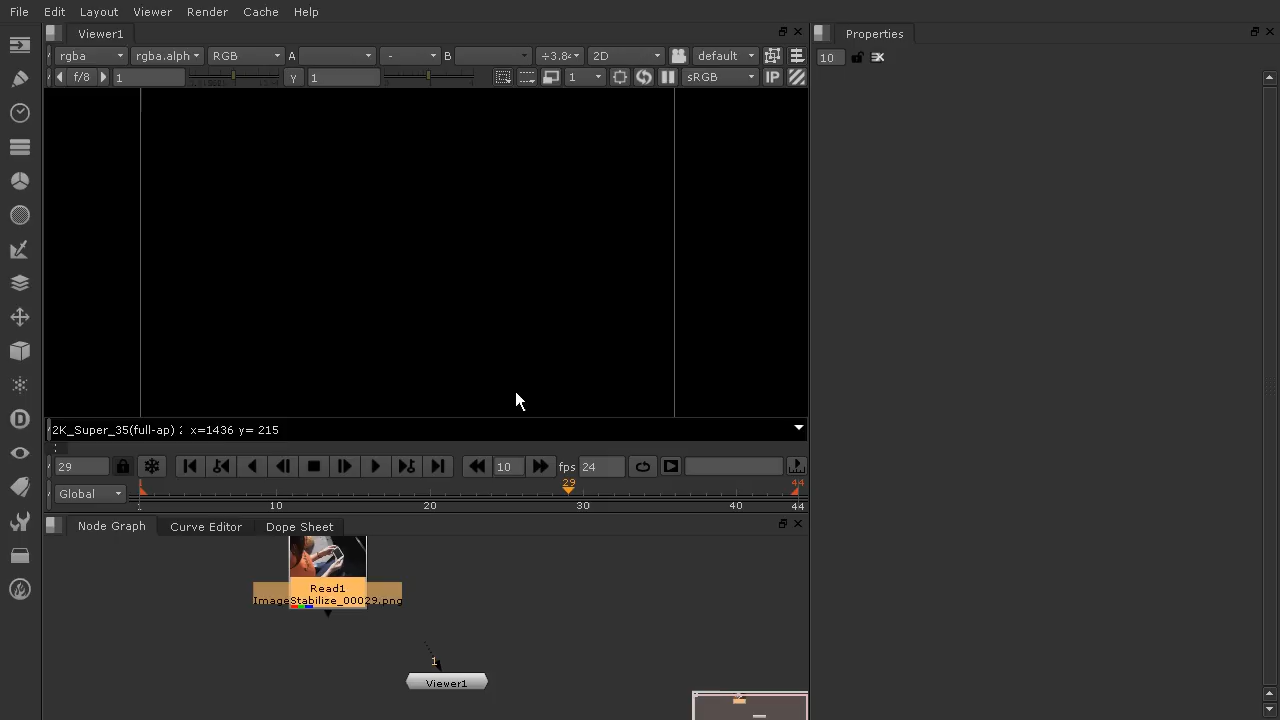 File Edit Layout Viewer Render Cache Help
Viewer1
Properties
rgba rgba.alph RGB A - B 2D default
10
f/8 1 Y 1 1 sRGB IP
2K_Super_35(full-ap) x=1436 y= 215
29 10 fps 24
29 44
Global
10 20 30 40 44
Node Graph Curve Editor Dope Sheet
Read1
ImageStabilize_00029.png
1
Viewer1